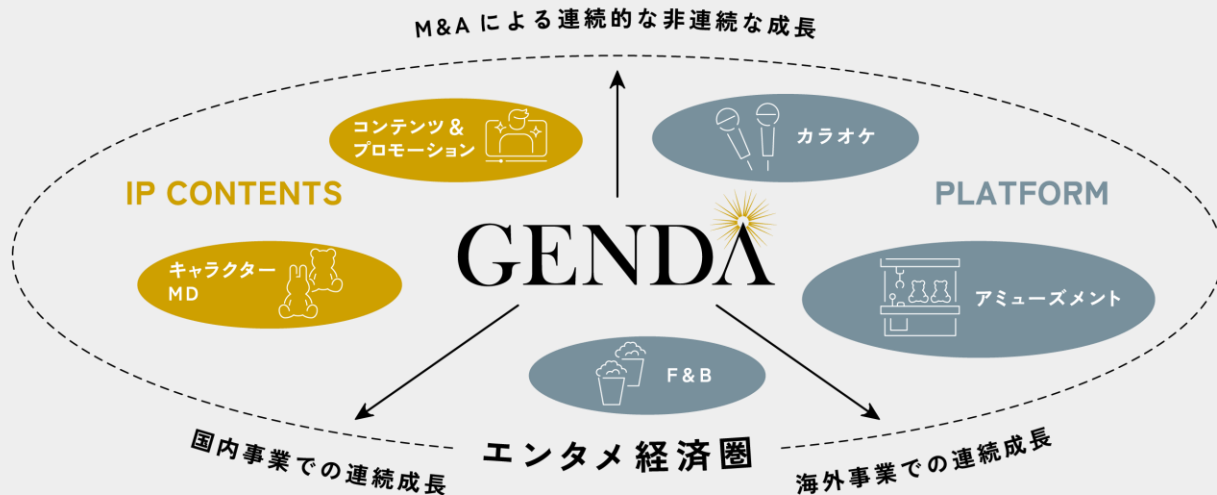 M&Aによる連続的な非連続な成長
コンテンツ&
プロモーション
カラオケ
IP CONTENTS
PLATFORM
GENDA
キャラクター
MD
アミューズメント
F&B
国内事業での連続成長
エンタメ経済圏
海外事業での連続成長